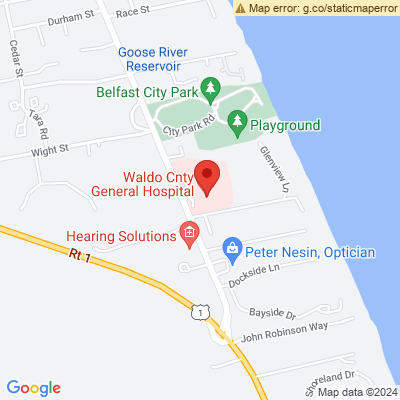 Map error: g.co/staticmaperror
Race St
Durham St
Cedar St
Goose River
Reservoir
Belfast City Park
Tara Rd
City Park Rd
Playground
Wight St
Glenview Ln
Waldo Cnty
General Hospital
Hearing Solutions
Peter Nesin, Optician
Rt 1
Dockside Ln
1
Bayside Dr
John Robinson Way
Shoreland Dr
Google
Map data ©2024